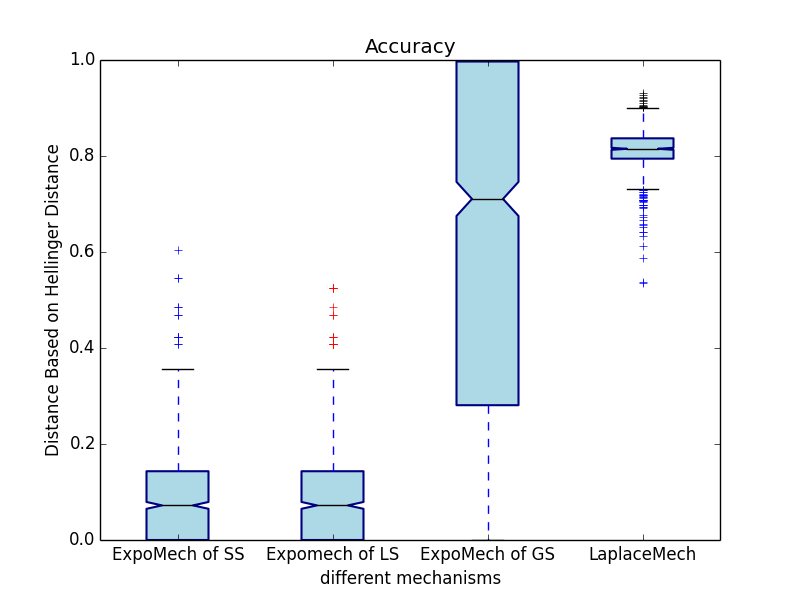 Accuracy
1.0
0.8
0.6
0.4
0.2
0.0
Distance Based on Hellinger Distance
ExpoMech of SS
Expomech of LS
ExpoMech of GS
LaplaceMech
different mechanisms